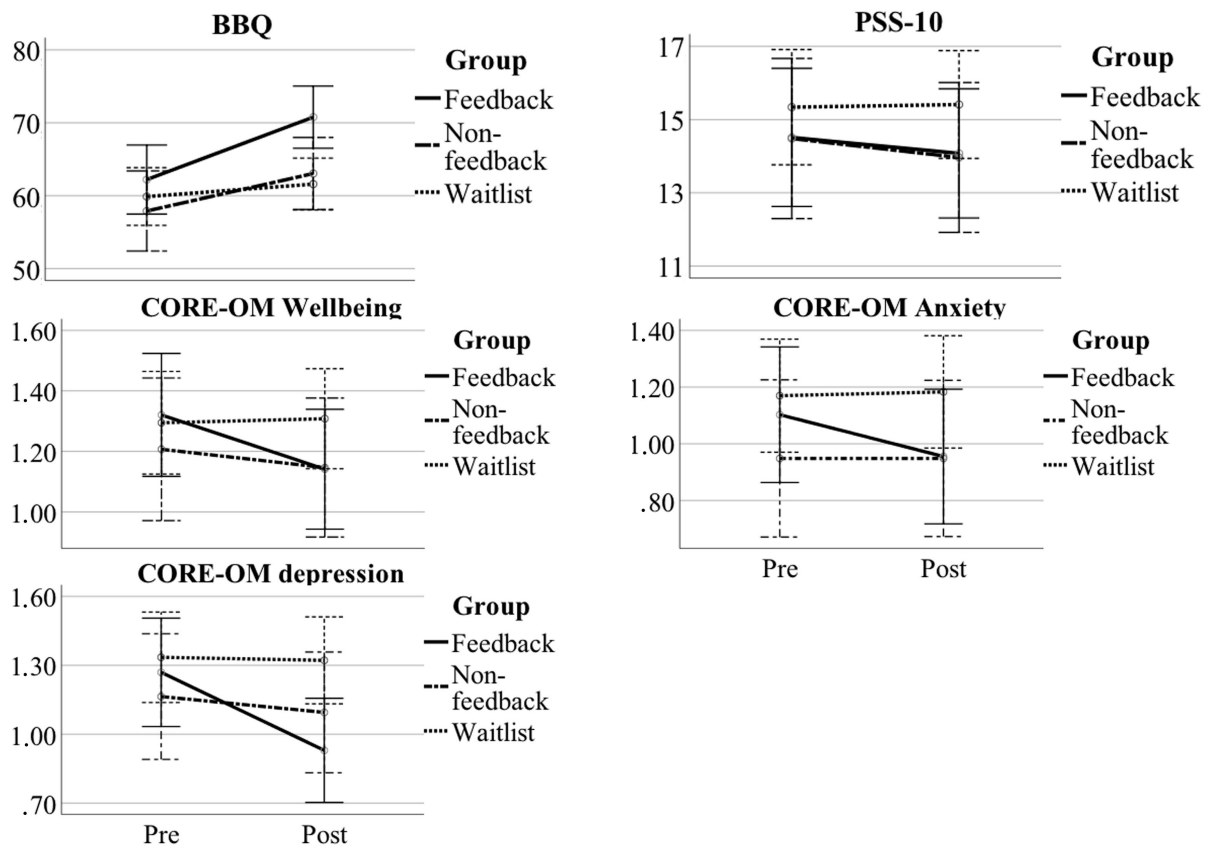 BBQ
80
70
60
50
Group
Feedback
Non-
feedback
Waitlist
PSS-10
17
15
13
11
Group
Feedback
Non-
feedback
Waitlist
CORE-OM Wellbeing
1.60
1.40
1.20
1.00
Group
Feedback
Non-
feedback
Waitlist
CORE-OM Anxiety
1.40
1.20
1.00
.80
Pre
Post
Group
Feedback
Non-
feedback
Waitlist
CORE-OM depression
1.60
1.30
1.00
.70
Pre
Post
Group
Feedback
Non-
feedback
Waitlist